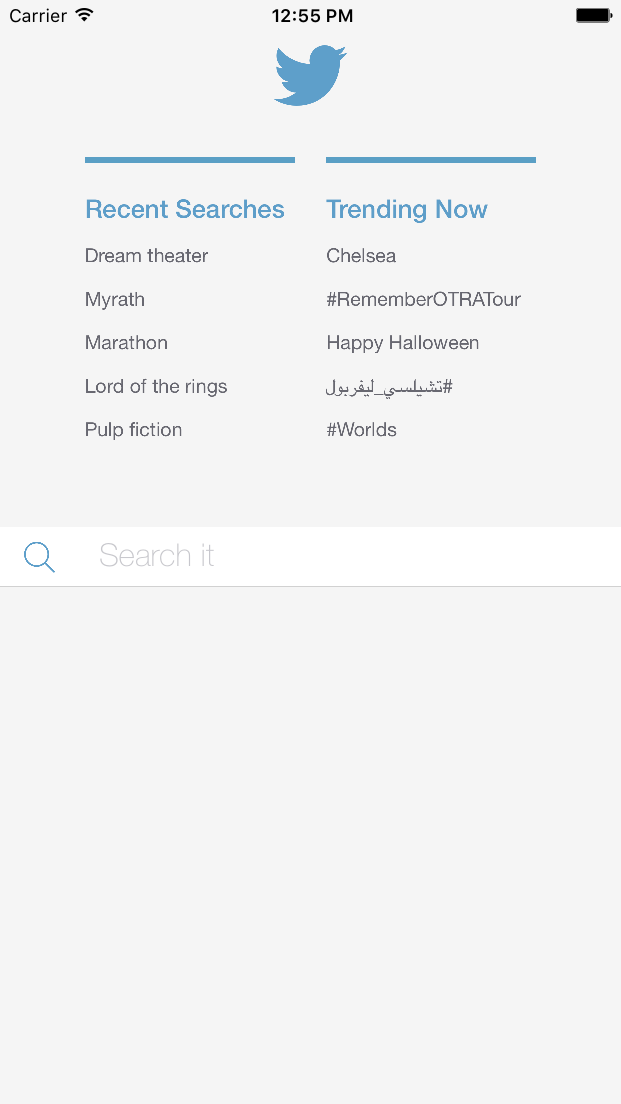 Carrier
12:55 PM
Recent Searches
Dream theater
Myrath
Marathon
Lord of the rings
Pulp fiction
Trending Now
Chelsea
#RememberOTRATour
Happy Halloween
#تشيلسي_ليفربول
#Worlds
Search it